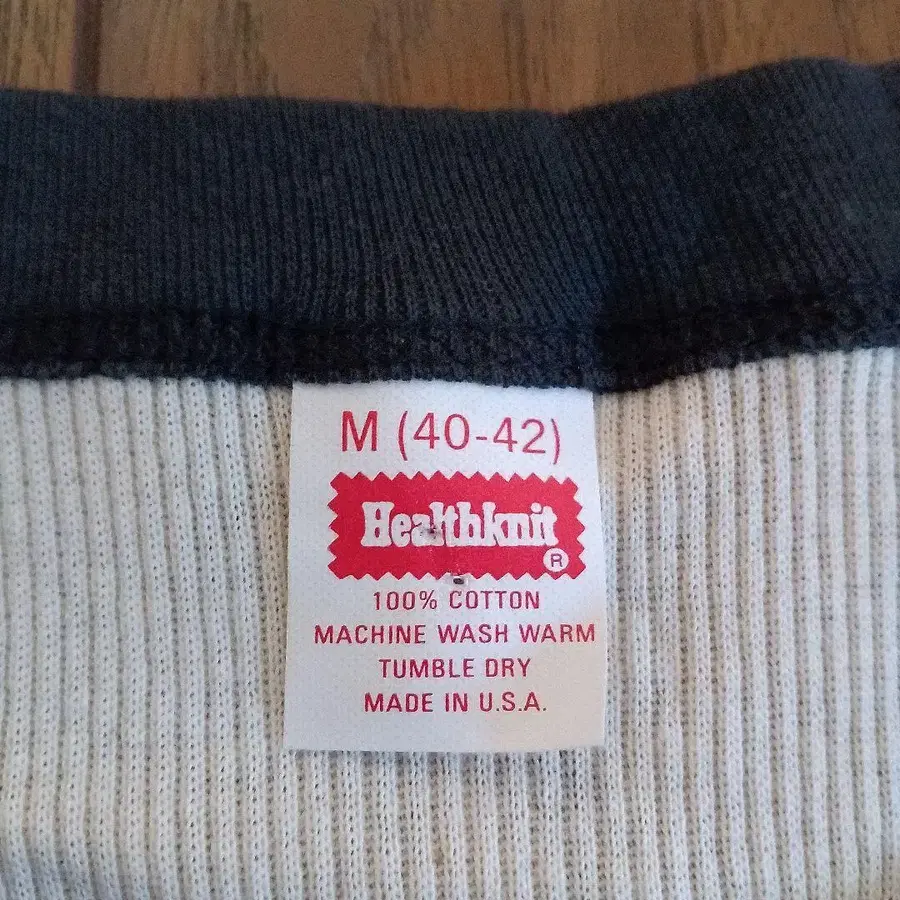 M (40-42)
Healthknit
®
100% COTTON
MACHINE WASH WARM
TUMBLE DRY
MADE IN U.S.A.